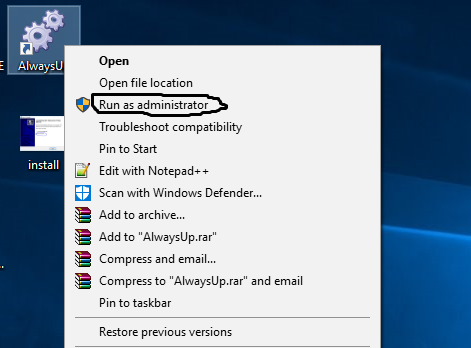 AlwaysU
install
Open
Open file location
Run as administrator
Troubleshoot compatibility
Pin to Start
Edit with Notepad++
Scan with Windows Defender...
Add to archive...
Add to "AlwaysUp.rar"
Compress and email...
Compress to "AlwaysUp.rar" and email
Pin to taskbar
Restore previous versions